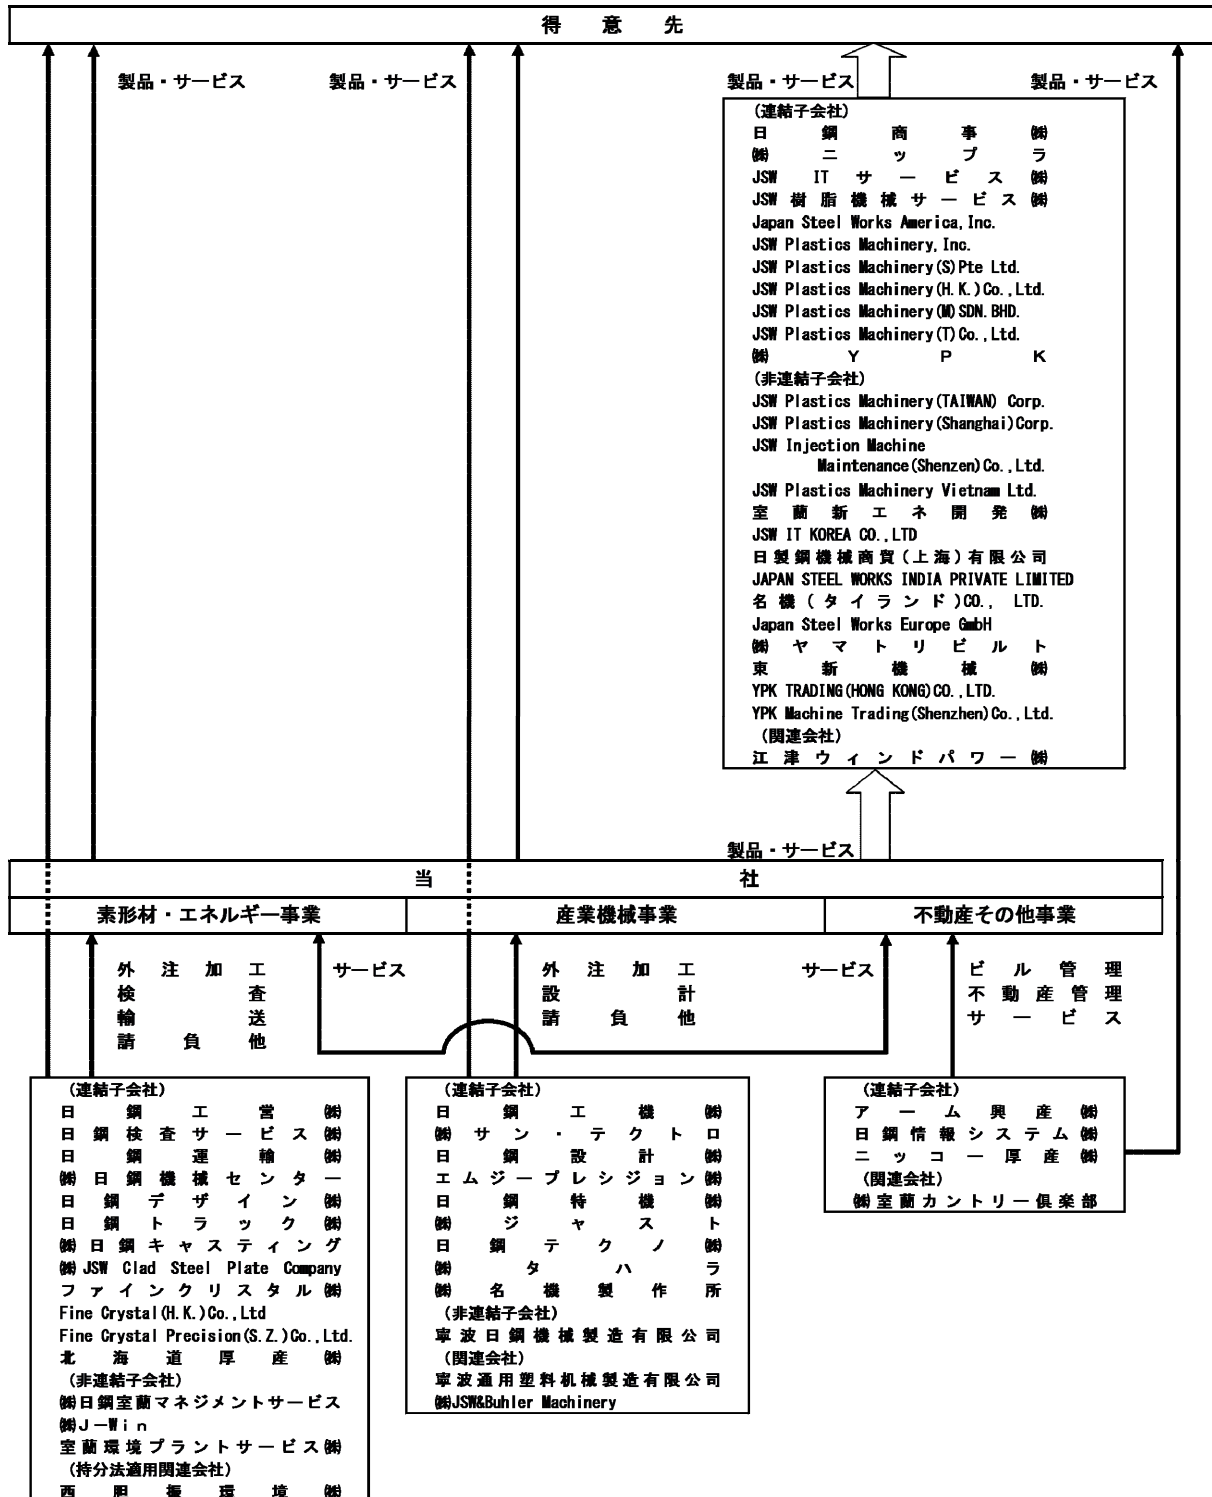 得意先
製品・サービス
製品・サービス
製品・サービス
製品・サービス
(連結子会社)
日鋼商事㈱
㈱ニップラ
JSW ITサービス㈱
JSW樹脂機械サービス㈱
Japan Steel Works America,Inc.
JSW Plastics Machinery,Inc.
JSW Plastics Machinery(S)Pte Ltd.
JSW Plastics Machinery(H.K.)Co.,Ltd.
JSW Plastics Machinery(M)SDN.BHD.
JSW Plastics Machinery(T)Co.,Ltd.
㈱YPK
(非連結子会社)
JSW Plastics Machinery(TAIWAN) Corp.
JSW Plastics Machinery(Shanghai)Corp.
JSW Injection Machine
Maintenance(Shenzen)Co.,Ltd.
JSW Plastics Machinery Vietnam Ltd.
室蘭新エネ開発㈱
JSW IT KOREA CO.,LTD
日製鋼機械商貿(上海)有限公司
JAPAN STEEL WORKS INDIA PRIVATE LIMITED
名機(タイランド)CO., LTD.
Japan Steel Works Europe GmbH
㈱ヤマトリビルト
東新機械㈱
YPK TRADING(HONG KONG)CO.,LTD.
YPK Machine Trading(Shenzhen)Co.,Ltd.
(関連会社)
江津ウィンドパワー㈱
製品・サービス
当社
素形材・エネルギー事業
産業機械事業
不動産その他事業
外注加工
検査
輸送
請負他
サービス
外注加工
設計
請負他
サービス
ビル管理
不動産管理
サービス
(連結子会社)
日鋼工営㈱
日鋼検査サービス㈱
日鋼運輸㈱
㈱日鋼機械センター
日鋼デザイン㈱
日鋼トラック㈱
㈱日鋼キャスティング
㈱JSW Clad Steel Plate Company
ファインクリスタル㈱
Fine Crystal(H.K.)Co.,Ltd
Fine Crystal Precision(S.Z.)Co.,Ltd.
北海道厚産㈱
(非連結子会社)
㈱日鋼室蘭マネジメントサービス
㈱J－Win
室蘭環境プラントサービス㈱
(持分法適用関連会社)
西胆振環境㈱
(連結子会社)
日鋼工機㈱
㈱サン・テクトロ
日鋼設計㈱
エムジープレシジョン㈱
日鋼特機㈱
㈱ジャスト
日鋼テクノ㈱
㈱タハラ
㈱名機製作所
(非連結子会社)
寧波日鋼機械製造有限公司
(関連会社)
寧波通用塑料机械製造有限公司
㈱JSW&Buhler Machinery
(連結子会社)
アーム興産㈱
日鋼情報システム㈱
ニッコー厚産㈱
(関連会社)
㈱室蘭カントリー倶楽部